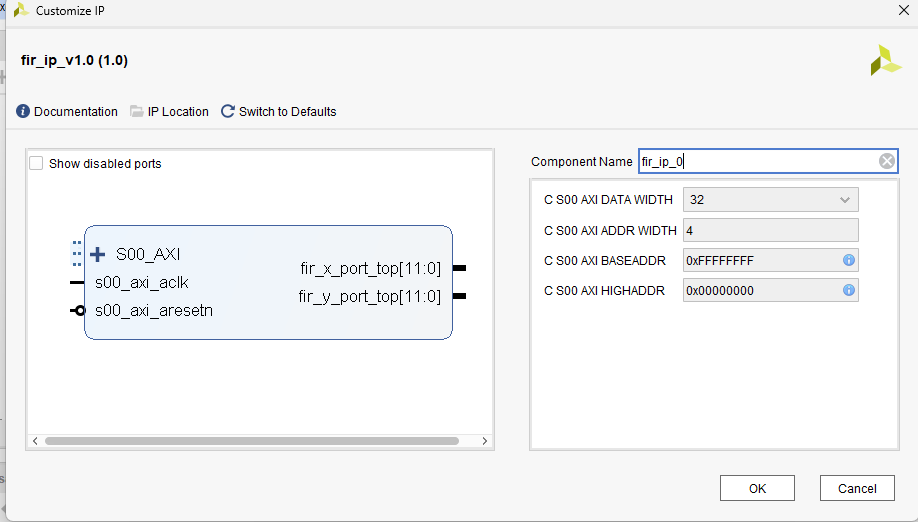 Customize IP
fir_ip_v1.0 (1.0)
Documentation IP Location Switch to Defaults
Show disabled ports
S00_AXI
s00_axi_aclk
s00_axi_aresetn
fir_x_port_top[11:0]
fir_y_port_top[11:0]
Component Name fir_ip_0
C S00 AXI DATA WIDTH 32
C S00 AXI ADDR WIDTH 4
C S00 AXI BASEADDR 0xFFFFFFFF
C S00 AXI HIGHADDR 0x00000000
OK Cancel